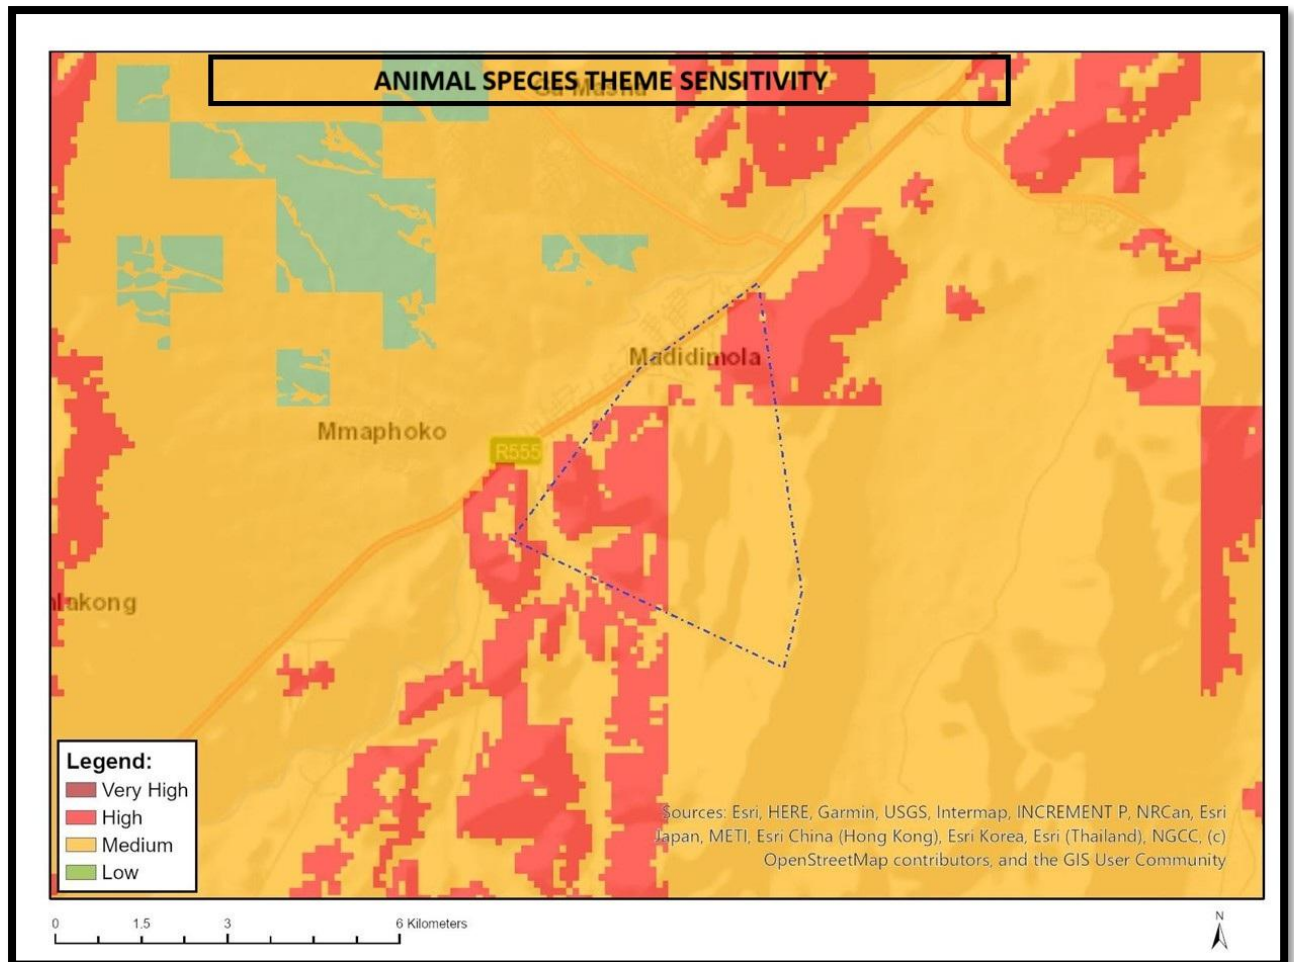 ANIMAL SPECIES THEME SENSITIVITY
Madidimola
Mmaphoko
R555
lakong
Legend:
Very High
High
Medium
Low
Sources: Esri, HERE, Garmin, USGS, Intermap, INCREMENT P, NRCan, Esri
Japan, METI, Esri China (Hong Kong), Esri Korea, Esri (Thailand), NGCC, (c)
OpenStreetMap contributors, and the GIS User Community
0 1.5 3 6 Kilometers
N